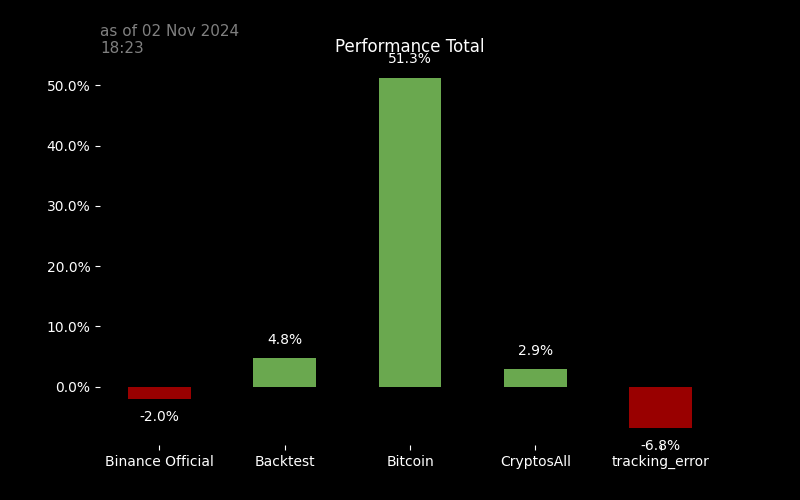 as of 02 Nov 2024
18:23
Performance Total
51.3%
50.0%
40.0%
30.0%
20.0%
10.0%
4.8%
2.9%
0.0%
-2.0%
-6.8%
Binance Official
Backtest
Bitcoin
CryptosAll
tracking_error